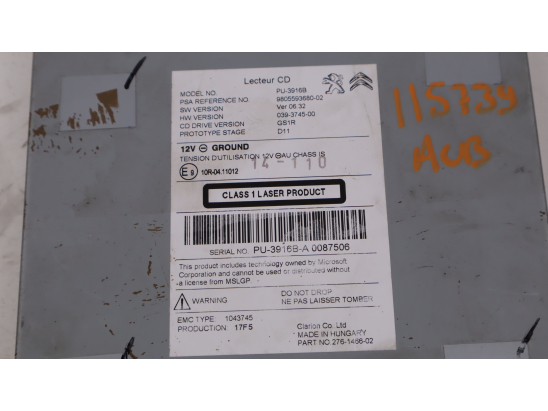 Lecteur CD
MODEL NO. PU-3916B
PSA REFERENCE NO. 9805593680-02
SW VERSION Ver 06.32
HW VERSION 039-3745-00
CD DRIVE VERSION GS1R
PROTOTYPE STAGE D11
12V ⊖ GROUND
TENSION D'UTILISATION 12V ⊖ AU CHASSIS
14-110
E9 10R-04.11012
CLASS 1 LASER PRODUCT
SERIAL NO. PU-3916B-A 0087506
This product includes technology owned by Microsoft
Corporation and cannot be used or distributed without
license from MSLGP.
WARNING
DO NOT DROP
NE PAS LAISSER TOMBER
EMC TYPE 1043745
PRODUCTION 17F5
Clarion Co. Ltd
MADE IN HUNGARY
PART NO 276-1466-02
115739
AUB